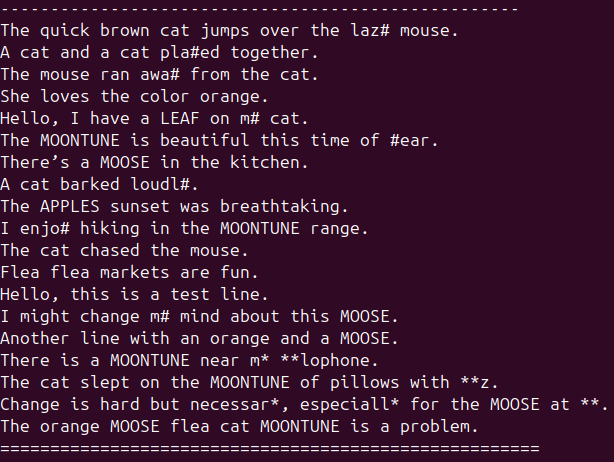 ----------------------------------------------------
The quick brown cat jumps over the laz# mouse.
A cat and a cat pla#ed together.
The mouse ran awa# from the cat.
She loves the color orange.
Hello, I have a LEAF on m# cat.
The MOONTUNE is beautiful this time of #ear.
There’s a MOOSE in the kitchen.
A cat barked loudl#.
The APPLES sunset was breathtaking.
I enjo# hiking in the MOONTUNE range.
The cat chased the mouse.
Flea flea markets are fun.
Hello, this is a test line.
I might change m# mind about this MOOSE.
Another line with an orange and a MOOSE.
There is a MOONTUNE near m* **lophone.
The cat slept on the MOONTUNE of pillows with **z.
Change is hard but necessar*, especiall* for the MOOSE at **.
The orange MOOSE flea cat MOONTUNE is a problem.
======================================================